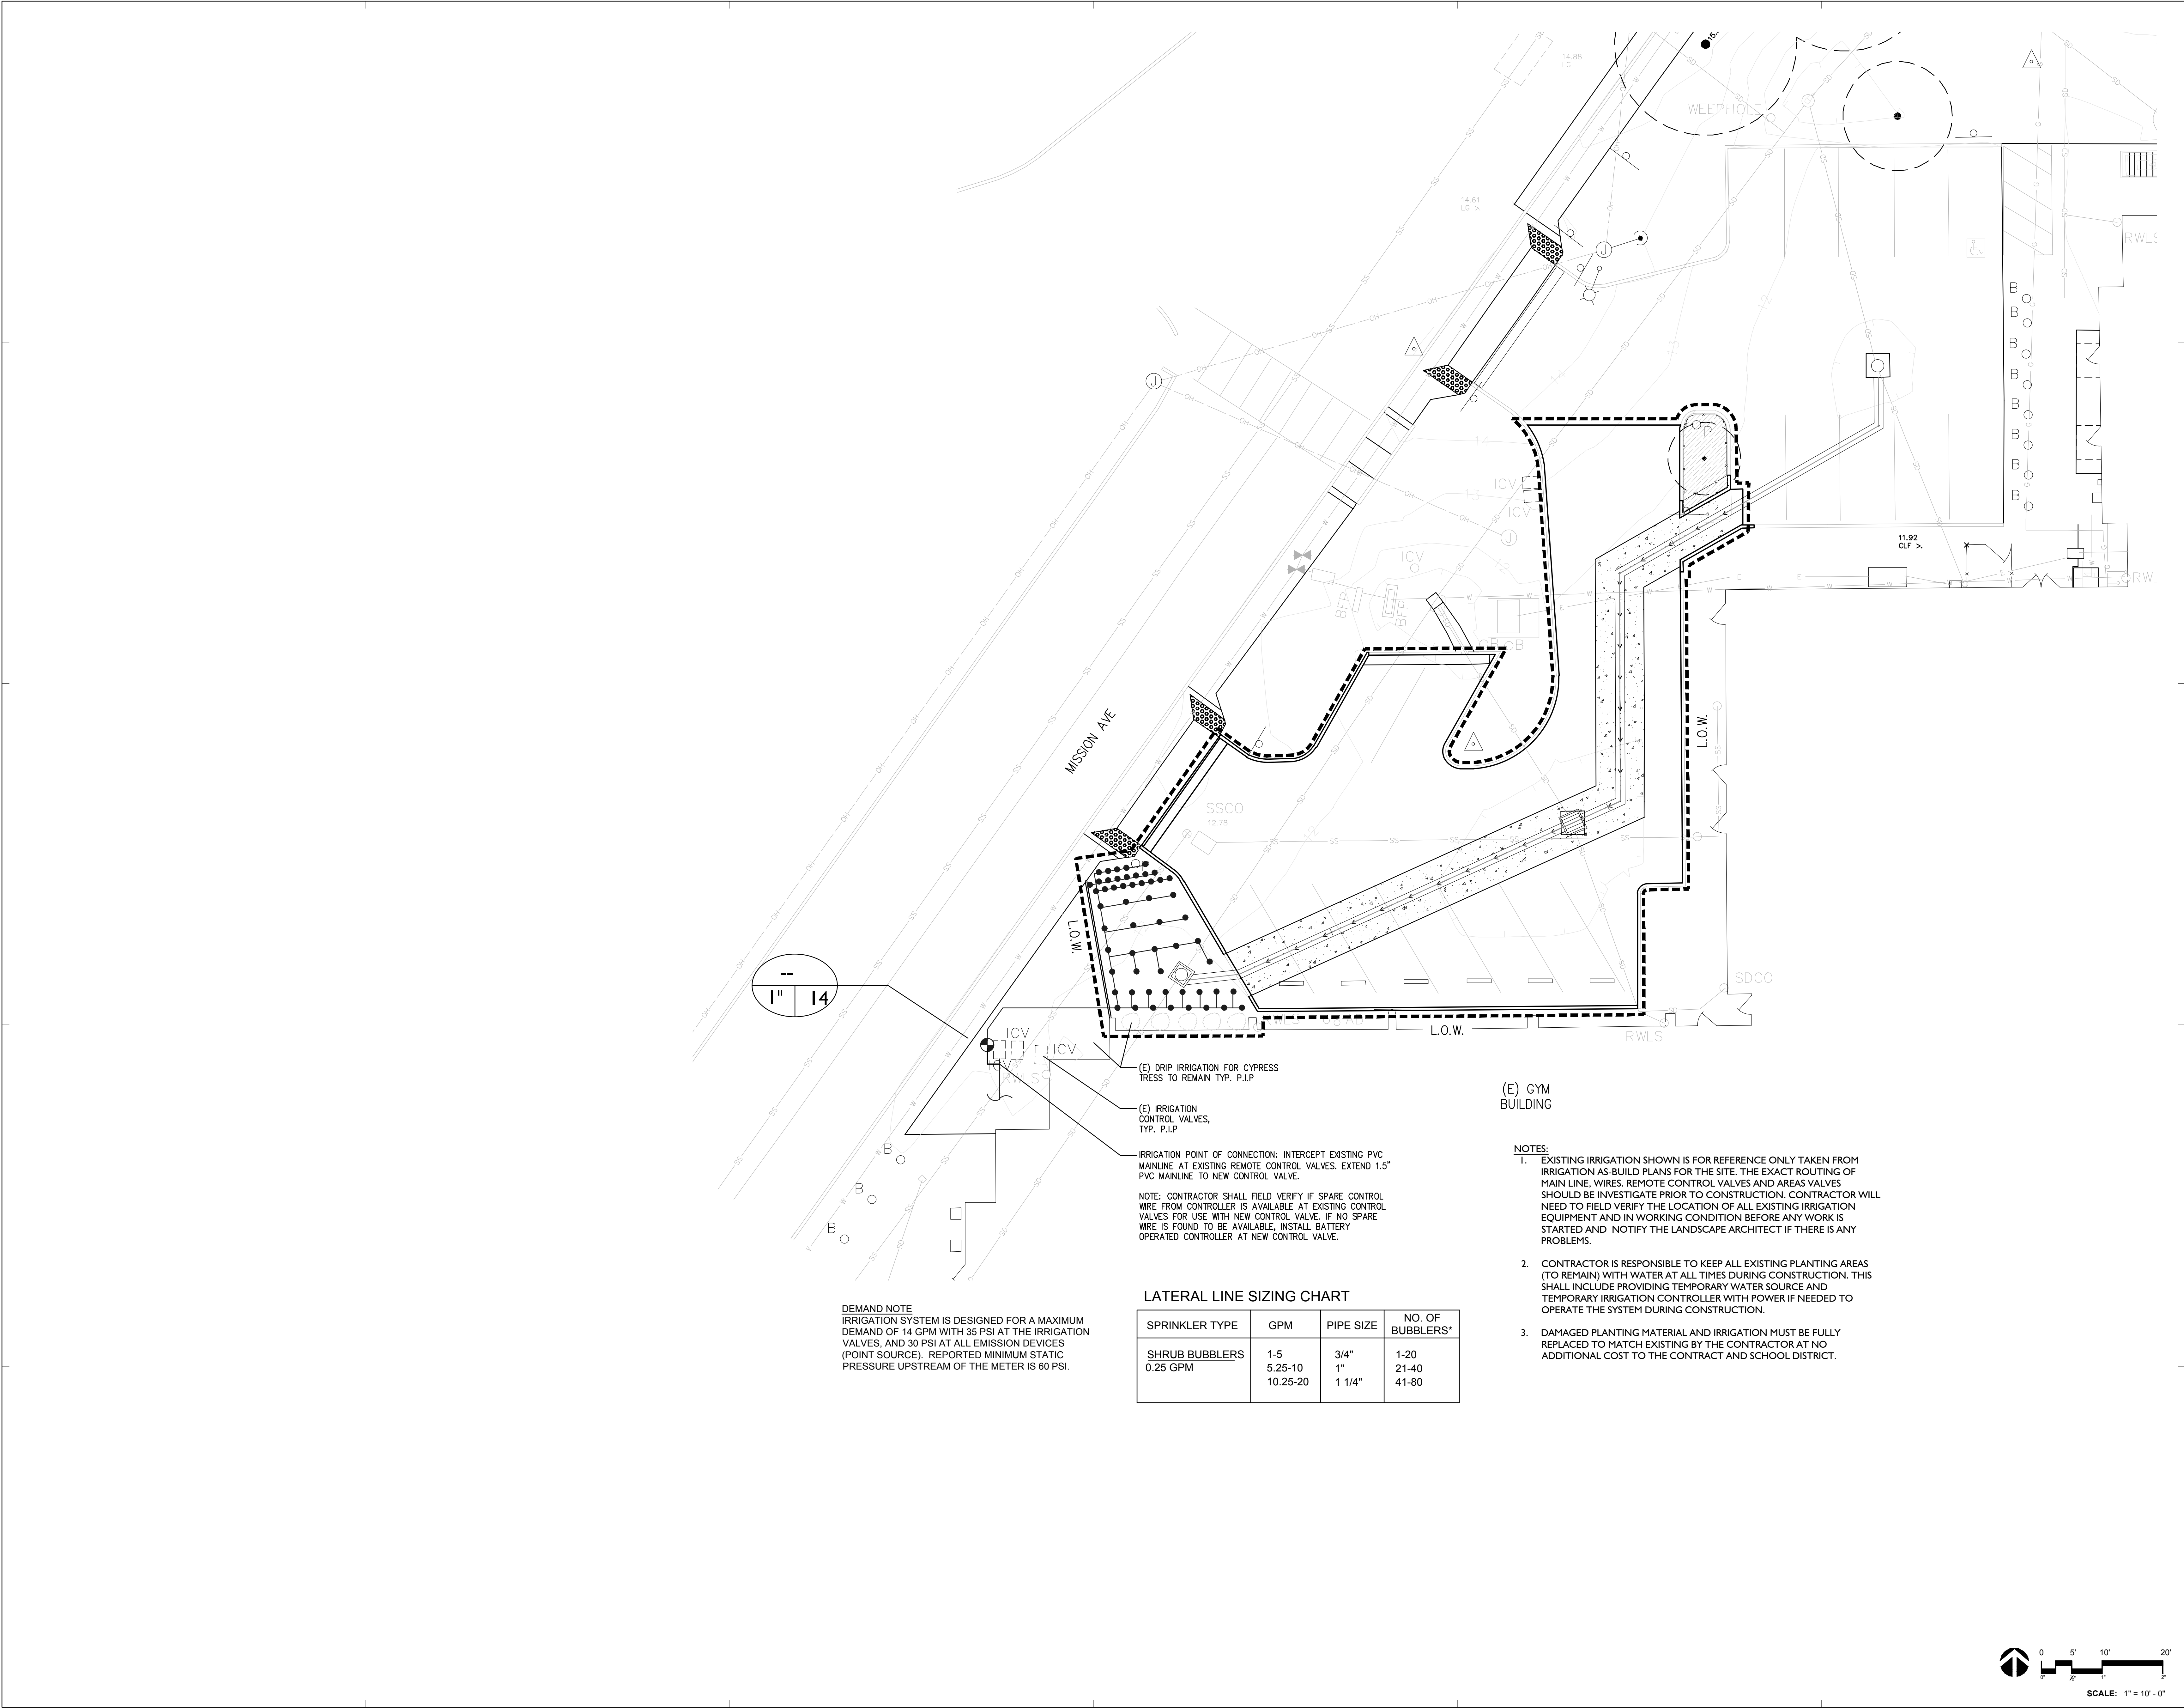 14.88
LG
15.
WEEPHOLE
14.61
LG >
RWLS
J
J
J
12
13
14
14
13
B
B
B
B
B
B
B
B
P
ICV
ICV
ICV
11.92
CLF >.
RWL
BFP
BFP
MISSION AVE
L.O.W.
SSCO
12.78
L.O.W.
SDCO
--
1" 14
L.O.W.
RWLS
ICV
ICV
ICV
RWLS
(E) DRIP IRRIGATION FOR CYPRESS
TRESS TO REMAIN TYP. P.I.P
(E) IRRIGATION
CONTROL VALVES,
TYP. P.I.P
(E) GYM
BUILDING
B
B
B
IRRIGATION POINT OF CONNECTION: INTERCEPT EXISTING PVC
MAINLINE AT EXISTING REMOTE CONTROL VALVES. EXTEND 1.5"
PVC MAINLINE TO NEW CONTROL VALVE.
NOTE: CONTRACTOR SHALL FIELD VERIFY IF SPARE CONTROL
WIRE FROM CONTROLLER IS AVAILABLE AT EXISTING CONTROL
VALVES FOR USE WITH NEW CONTROL VALVE. IF NO SPARE
WIRE IS FOUND TO BE AVAILABLE, INSTALL BATTERY
OPERATED CONTROLLER AT NEW CONTROL VALVE.
NOTES:
1. EXISTING IRRIGATION SHOWN IS FOR REFERENCE ONLY TAKEN FROM
IRRIGATION AS-BUILD PLANS FOR THE SITE. THE EXACT ROUTING OF
MAIN LINE, WIRES. REMOTE CONTROL VALVES AND AREAS VALVES
SHOULD BE INVESTIGATE PRIOR TO CONSTRUCTION. CONTRACTOR WILL
NEED TO FIELD VERIFY THE LOCATION OF ALL EXISTING IRRIGATION
EQUIPMENT AND IN WORKING CONDITION BEFORE ANY WORK IS
STARTED AND NOTIFY THE LANDSCAPE ARCHITECT IF THERE IS ANY
PROBLEMS.
2. CONTRACTOR IS RESPONSIBLE TO KEEP ALL EXISTING PLANTING AREAS
(TO REMAIN) WITH WATER AT ALL TIMES DURING CONSTRUCTION. THIS
SHALL INCLUDE PROVIDING TEMPORARY WATER SOURCE AND
TEMPORARY IRRIGATION CONTROLLER WITH POWER IF NEEDED TO
OPERATE THE SYSTEM DURING CONSTRUCTION.
3. DAMAGED PLANTING MATERIAL AND IRRIGATION MUST BE FULLY
REPLACED TO MATCH EXISTING BY THE CONTRACTOR AT NO
ADDITIONAL COST TO THE CONTRACT AND SCHOOL DISTRICT.
DEMAND NOTE
IRRIGATION SYSTEM IS DESIGNED FOR A MAXIMUM
DEMAND OF 14 GPM WITH 35 PSI AT THE IRRIGATION
VALVES, AND 30 PSI AT ALL EMISSION DEVICES
(POINT SOURCE). REPORTED MINIMUM STATIC
PRESSURE UPSTREAM OF THE METER IS 60 PSI.
LATERAL LINE SIZING CHART
SPRINKLER TYPE GPM PIPE SIZE NO. OF
BUBBLERS*
SHRUB BUBBLERS 1-5 3/4" 1-20
0.25 GPM 5.25-10 1" 21-40
10.25-20 1 1/4" 41-80
0 5' 10' 20'
0" 1" 2"
SCALE: 1" = 10' - 0"